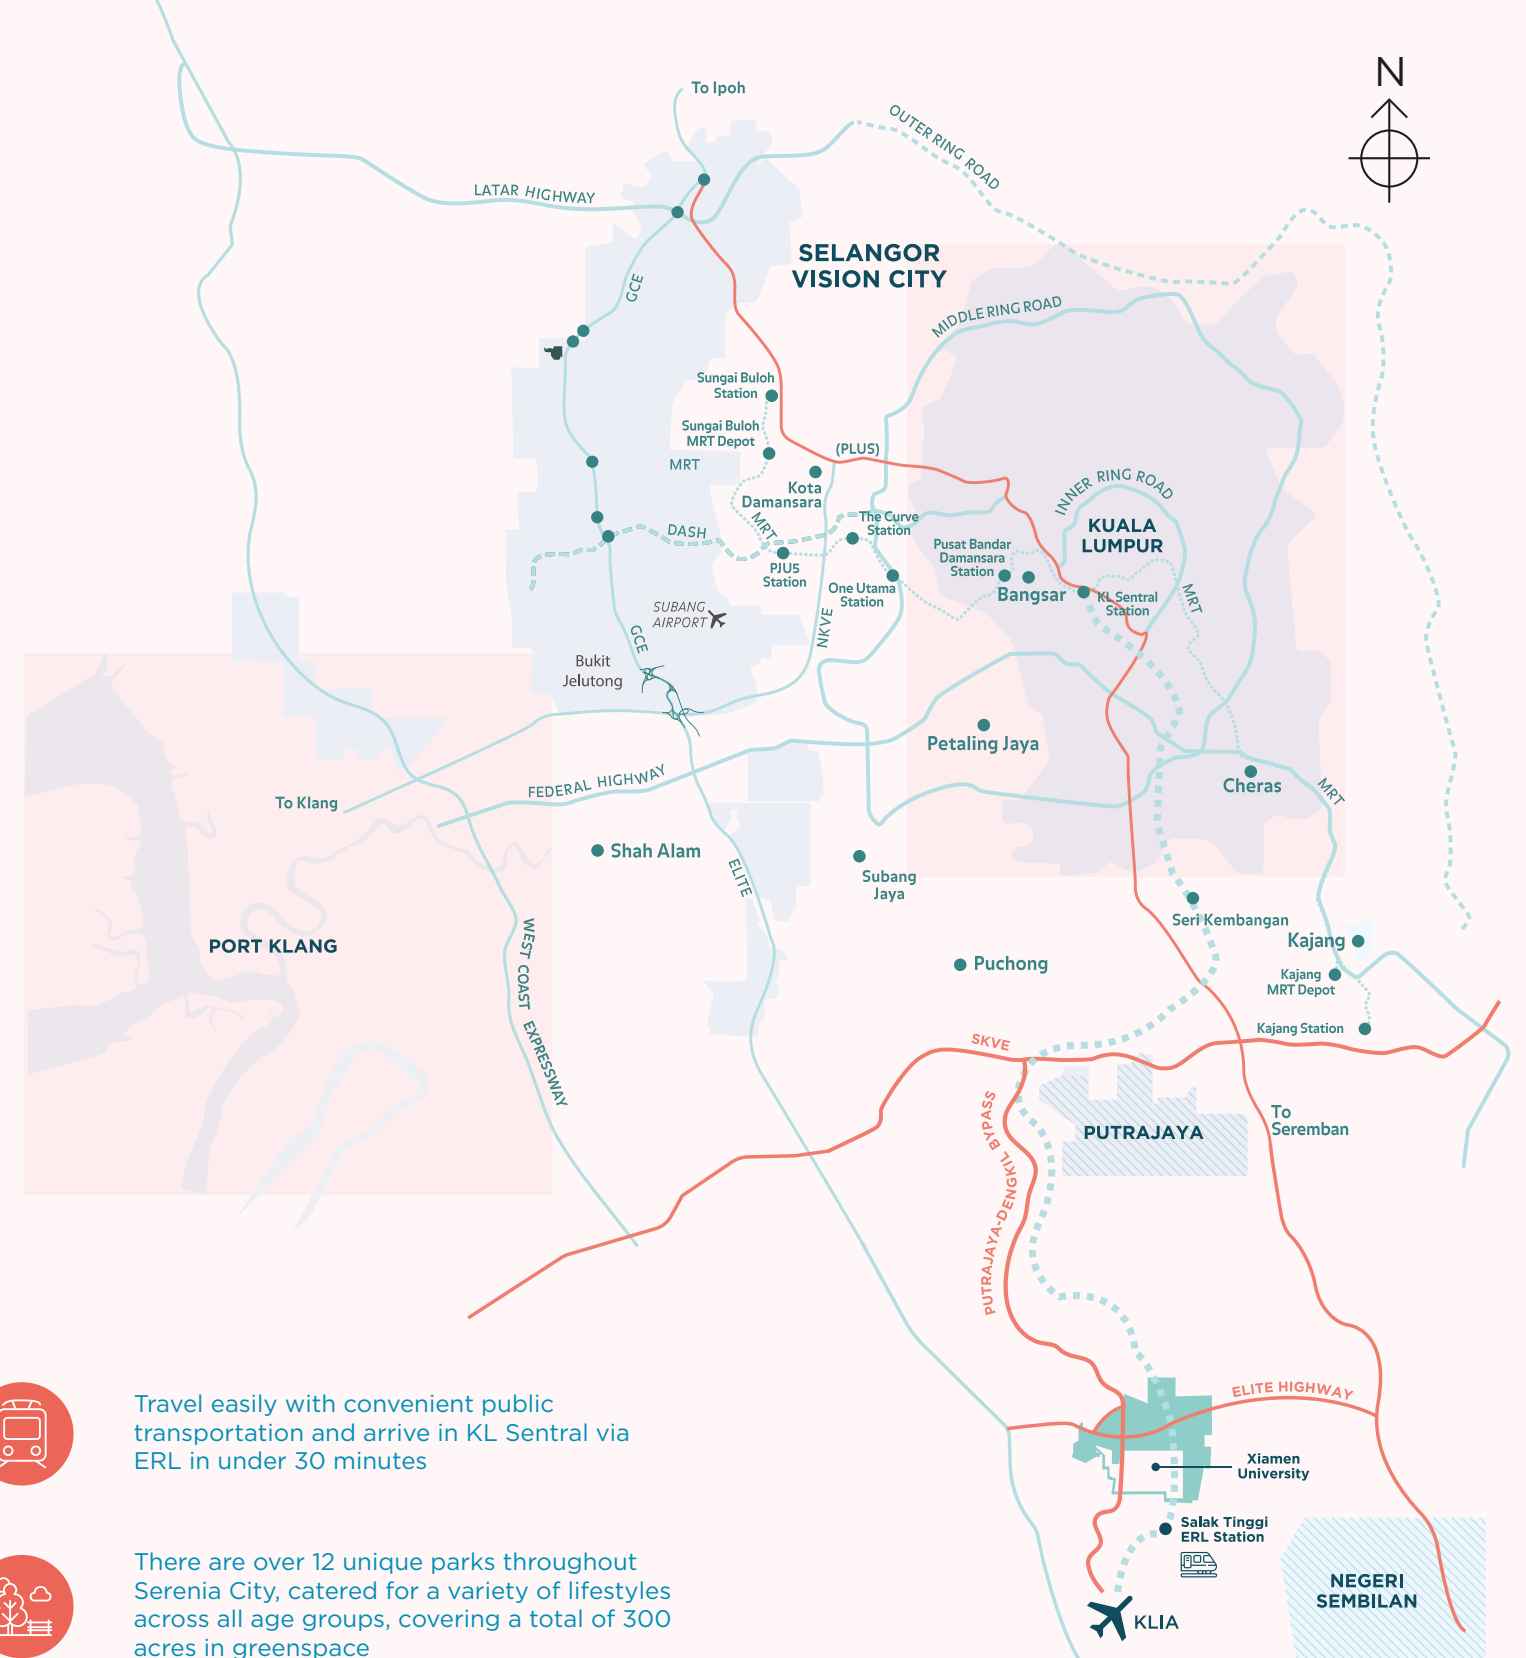 N
To Ipoh
OUTER RING ROAD
LATAR HIGHWAY
SELANGOR
VISION CITY
GCE
MIDDLE RING ROAD
Sungai Buloh
Station
Sungai Buloh
MRT Depot
(PLUS)
MRT
Kota
Damansara
INNER RING ROAD
MRT
DASH
The Curve
Station
KUALA
LUMPUR
Pusat Bandar
Damansara
Station
PJU5
Station
One Utama
Station
Bangsar
KL Sentral
Station
MRT
SUBANG
AIRPORT
NKVE
GCE
Bukit
Jelutong
Petaling Jaya
FEDERAL HIGHWAY
Cheras
MRT
To Klang
Shah Alam
ELITE
Subang
Jaya
Seri Kembangan
PORT KLANG
WEST COAST EXPRESSWAY
Kajang
Puchong
Kajang
MRT Depot
Kajang Station
SKVE
PUTRAJAYA-DENGKIL BYPASS
PUTRAJAYA
To
Seremban
ELITE HIGHWAY
Travel easily with convenient public
transportation and arrive in KL Sentral via
ERL in under 30 minutes
Xiamen
University
Salak Tinggi
ERL Station
There are over 12 unique parks throughout
Serenia City, catered for a variety of lifestyles
across all age groups, covering a total of 300
acres in greenspace
NEGERI
SEMBILAN
KLIA